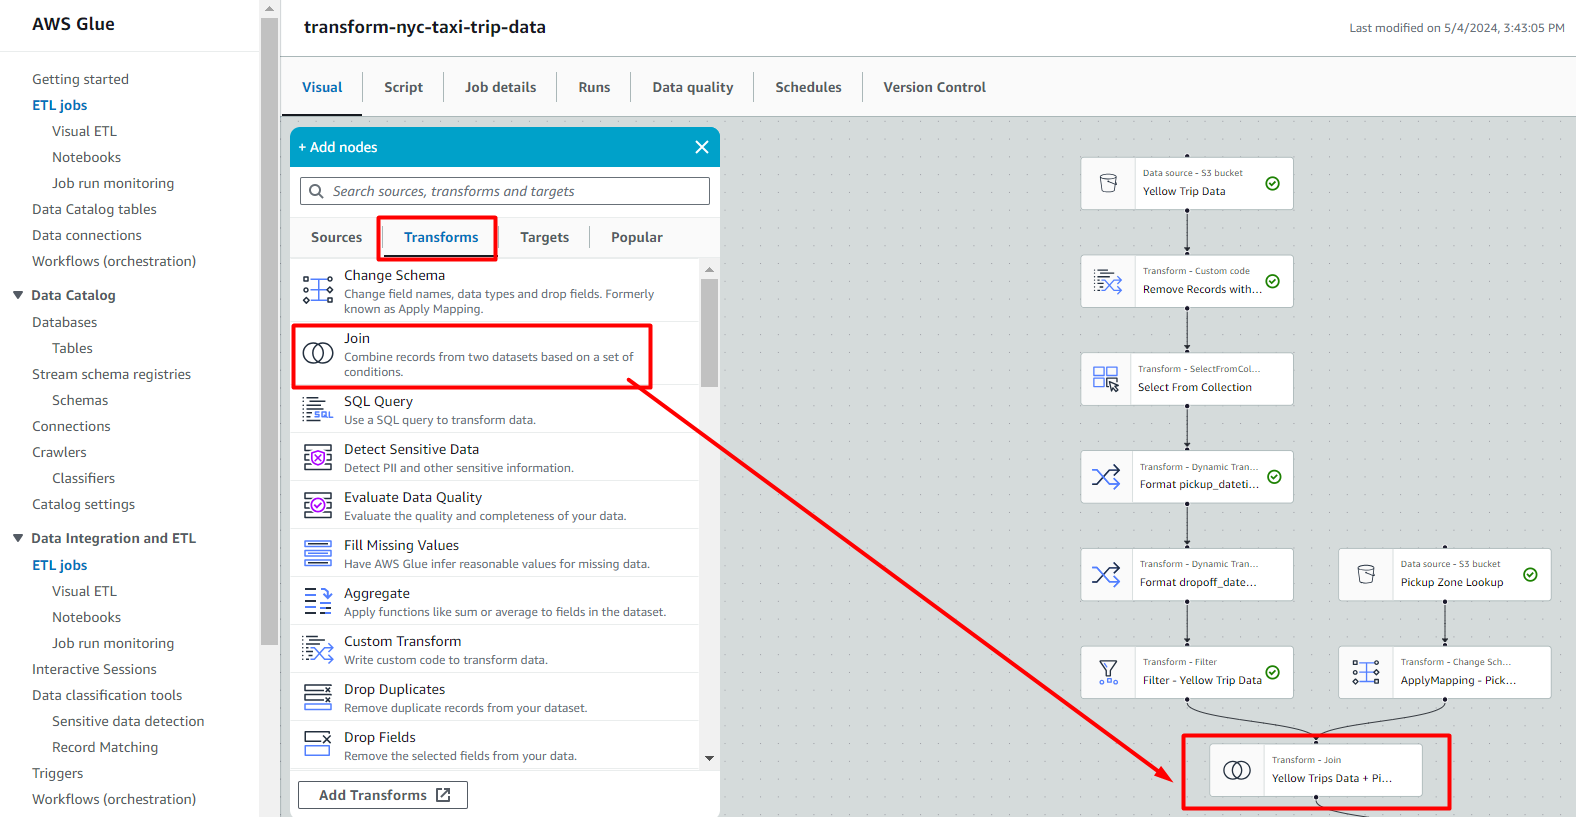 AWS Glue
Getting started
ETL jobs
Visual ETL
Notebooks
Job run monitoring
Data Catalog tables
Data connections
Workflows (orchestration)
Data Catalog
Databases
Tables
Stream schema registries
Schemas
Connections
Crawlers
Classifiers
Catalog settings
Data Integration and ETL
ETL jobs
Visual ETL
Notebooks
Job run monitoring
Interactive Sessions
Data classification tools
Sensitive data detection
Record Matching
Triggers
Workflows (orchestration)
transform-nyc-taxi-trip-data
Last modified on 5/4/2024, 3:43:05 PM
Visual
Script
Job details
Runs
Data quality
Schedules
Version Control
+ Add nodes
Search sources, transforms and targets
Sources
Transforms
Targets
Popular
Change Schema
Change field names, data types and drop fields. Formerly
known as Apply Mapping.
Join
Combine records from two datasets based on a set of
conditions.
SQL Query
SQL
Use a SQL query to transform data.
Detect Sensitive Data
Detect PII and other sensitive information.
Evaluate Data Quality
Evaluate the quality and completeness of your data.
Fill Missing Values
Have AWS Glue infer reasonable values for missing data.
Aggregate
Apply functions like sum or average to fields in the dataset.
Custom Transform
Write custom code to transform data.
Drop Duplicates
Remove duplicate records from your dataset.
Drop Fields
Remove the selected fields from your data.
Add Transforms
Data source - S3 bucket
Yellow Trip Data
Transform - Custom code
Remove Records with...
Transform - SelectFromCol...
Select From Collection
Transform - Dynamic Tran...
Format pickup_dateti...
Transform - Dynamic Tran...
Format dropoff_date...
Data source - S3 bucket
Pickup Zone Lookup
Transform - Filter
Filter - Yellow Trip Data
Transform - Change Sch...
ApplyMapping - Pick...
Transform - Join
Yellow Trips Data + Pi...